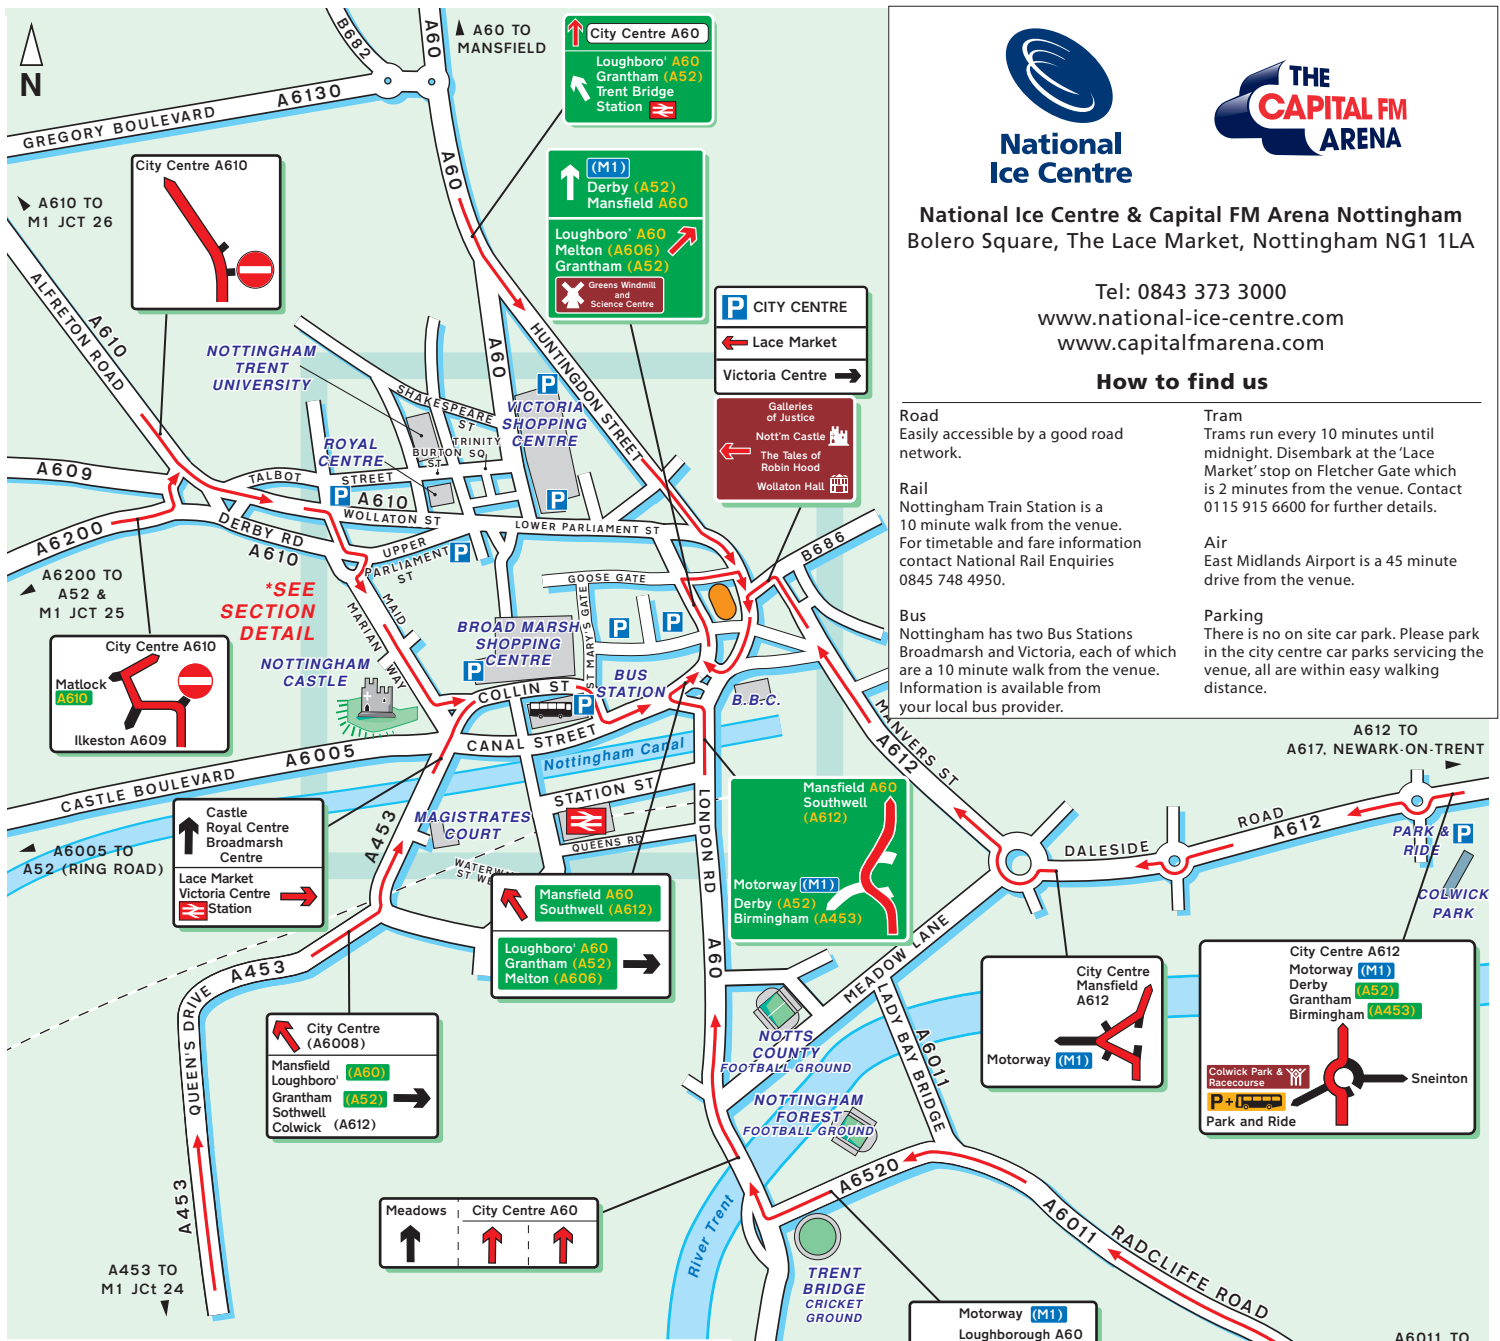 N
B682
A60
A60 TO
MANSFIELD
A6130
GREGORY BOULEVARD
City Centre A60
Loughboro' A60
Grantham (A52)
Trent Bridge
Station
(M1)
Derby (A52)
Mansfield A60
Loughboro' A60
Melton (A606)
Grantham (A52)
Greens Windmill
and
Science Centre
City Centre A610
A610 TO
M1 JCT 26
A60
A60
ALFRETON ROAD
A610
HUNTINGDON STREET
P CITY CENTRE
Lace Market
Victoria Centre
Galleries
of Justice
Nott'm Castle
The Tales of
Robin Hood
Wollaton Hall
NOTTINGHAM
TRENT
UNIVERSITY
SHAKESPEARE
ST
P
VICTORIA
SHOPPING
CENTRE
ROYAL
CENTRE
TRINITY
SQ
BURTON
ST
A609
TALBOT
STREET
P
A610
P
WOLLATON ST
LOWER PARLIAMENT ST
A6200
DERBY RD
A610
UPPER
PARLIAMENT
ST
P
B686
A6200 TO
A52 &
M1 JCT 25
*SEE
SECTION
DETAIL
GOOSE GATE
MAID
MARIAN WAY
ST MARY'S GATE
P
P
BROAD MARSH
SHOPPING
CENTRE
NOTTINGHAM
CASTLE
P
COLLIN ST
BUS
STATION
P
B.B.C.
City Centre A610
Matlock
A610
Ilkeston A609
CANAL STREET
Nottingham Canal
A6005
CASTLE BOULEVARD
MANVERS ST
A612
STATION ST
Castle
Royal Centre
Broadmarsh
Centre
Lace Market
Victoria Centre
Station
A453
MAGISTRATES
COURT
QUEENS RD
LONDON RD
A6005 TO
A52 (RING ROAD)
Mansfield A60
Southwell
(A612)
Motorway (M1)
Derby (A52)
Birmingham (A453)
Mansfield A60
Southwell (A612)
Loughboro' A60
Grantham (A52)
Melton (A606)
DALESIDE
ROAD
A612
PARK &
RIDE
P
COLWICK
PARK
A612 TO
A617, NEWARK-ON-TRENT
A453
QUEEN'S DRIVE
A453
A453 TO
M1 JCt 24
City Centre
(A6008)
Mansfield (A60)
Loughboro'
Grantham (A52)
Sothwell
Colwick (A612)
A60
MEADOW LANE
LADY BAY BRIDGE
A6011
NOTTS
COUNTY
FOOTBALL GROUND
NOTTINGHAM
FOREST
FOOTBALL GROUND
City Centre
Mansfield
A612
Motorway (M1)
City Centre A612
Motorway (M1)
Derby
Grantham (A52)
Birmingham (A453)
Colwick Park &
Racecourse
Sneinton
P+
Park and Ride
Meadows
City Centre A60
A6520
A6011
RADCLIFFE ROAD
River Trent
TRENT
BRIDGE
CRICKET
GROUND
Motorway (M1)
Loughborough A60
A6011 TO
National
Ice Centre
THE
CAPITAL FM
ARENA
National Ice Centre & Capital FM Arena Nottingham
Bolero Square, The Lace Market, Nottingham NG1 1LA
Tel: 0843 373 3000
www.national-ice-centre.com
www.capitalfmarena.com
How to find us
Road
Easily accessible by a good road
network.
Rail
Nottingham Train Station is a
10 minute walk from the venue.
For timetable and fare information
contact National Rail Enquiries
0845 748 4950.
Bus
Nottingham has two Bus Stations
Broadmarsh and Victoria, each of which
are a 10 minute walk from the venue.
Information is available from
your local bus provider.
Tram
Trams run every 10 minutes until
midnight. Disembark at the 'Lace
Market' stop on Fletcher Gate which
is 2 minutes from the venue. Contact
0115 915 6600 for further details.
Air
East Midlands Airport is a 45 minute
drive from the venue.
Parking
There is no on site car park. Please park
in the city centre car parks servicing the
venue, all are within easy walking
distance.